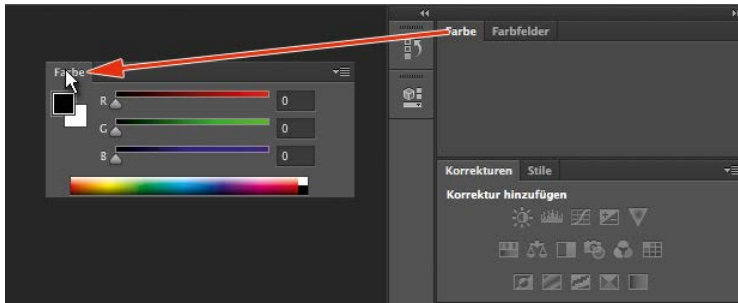 Farbe Farbfelder
Farbe
R 0
G 0
B 0
Korrekturen Stile
Korrektur hinzufügen